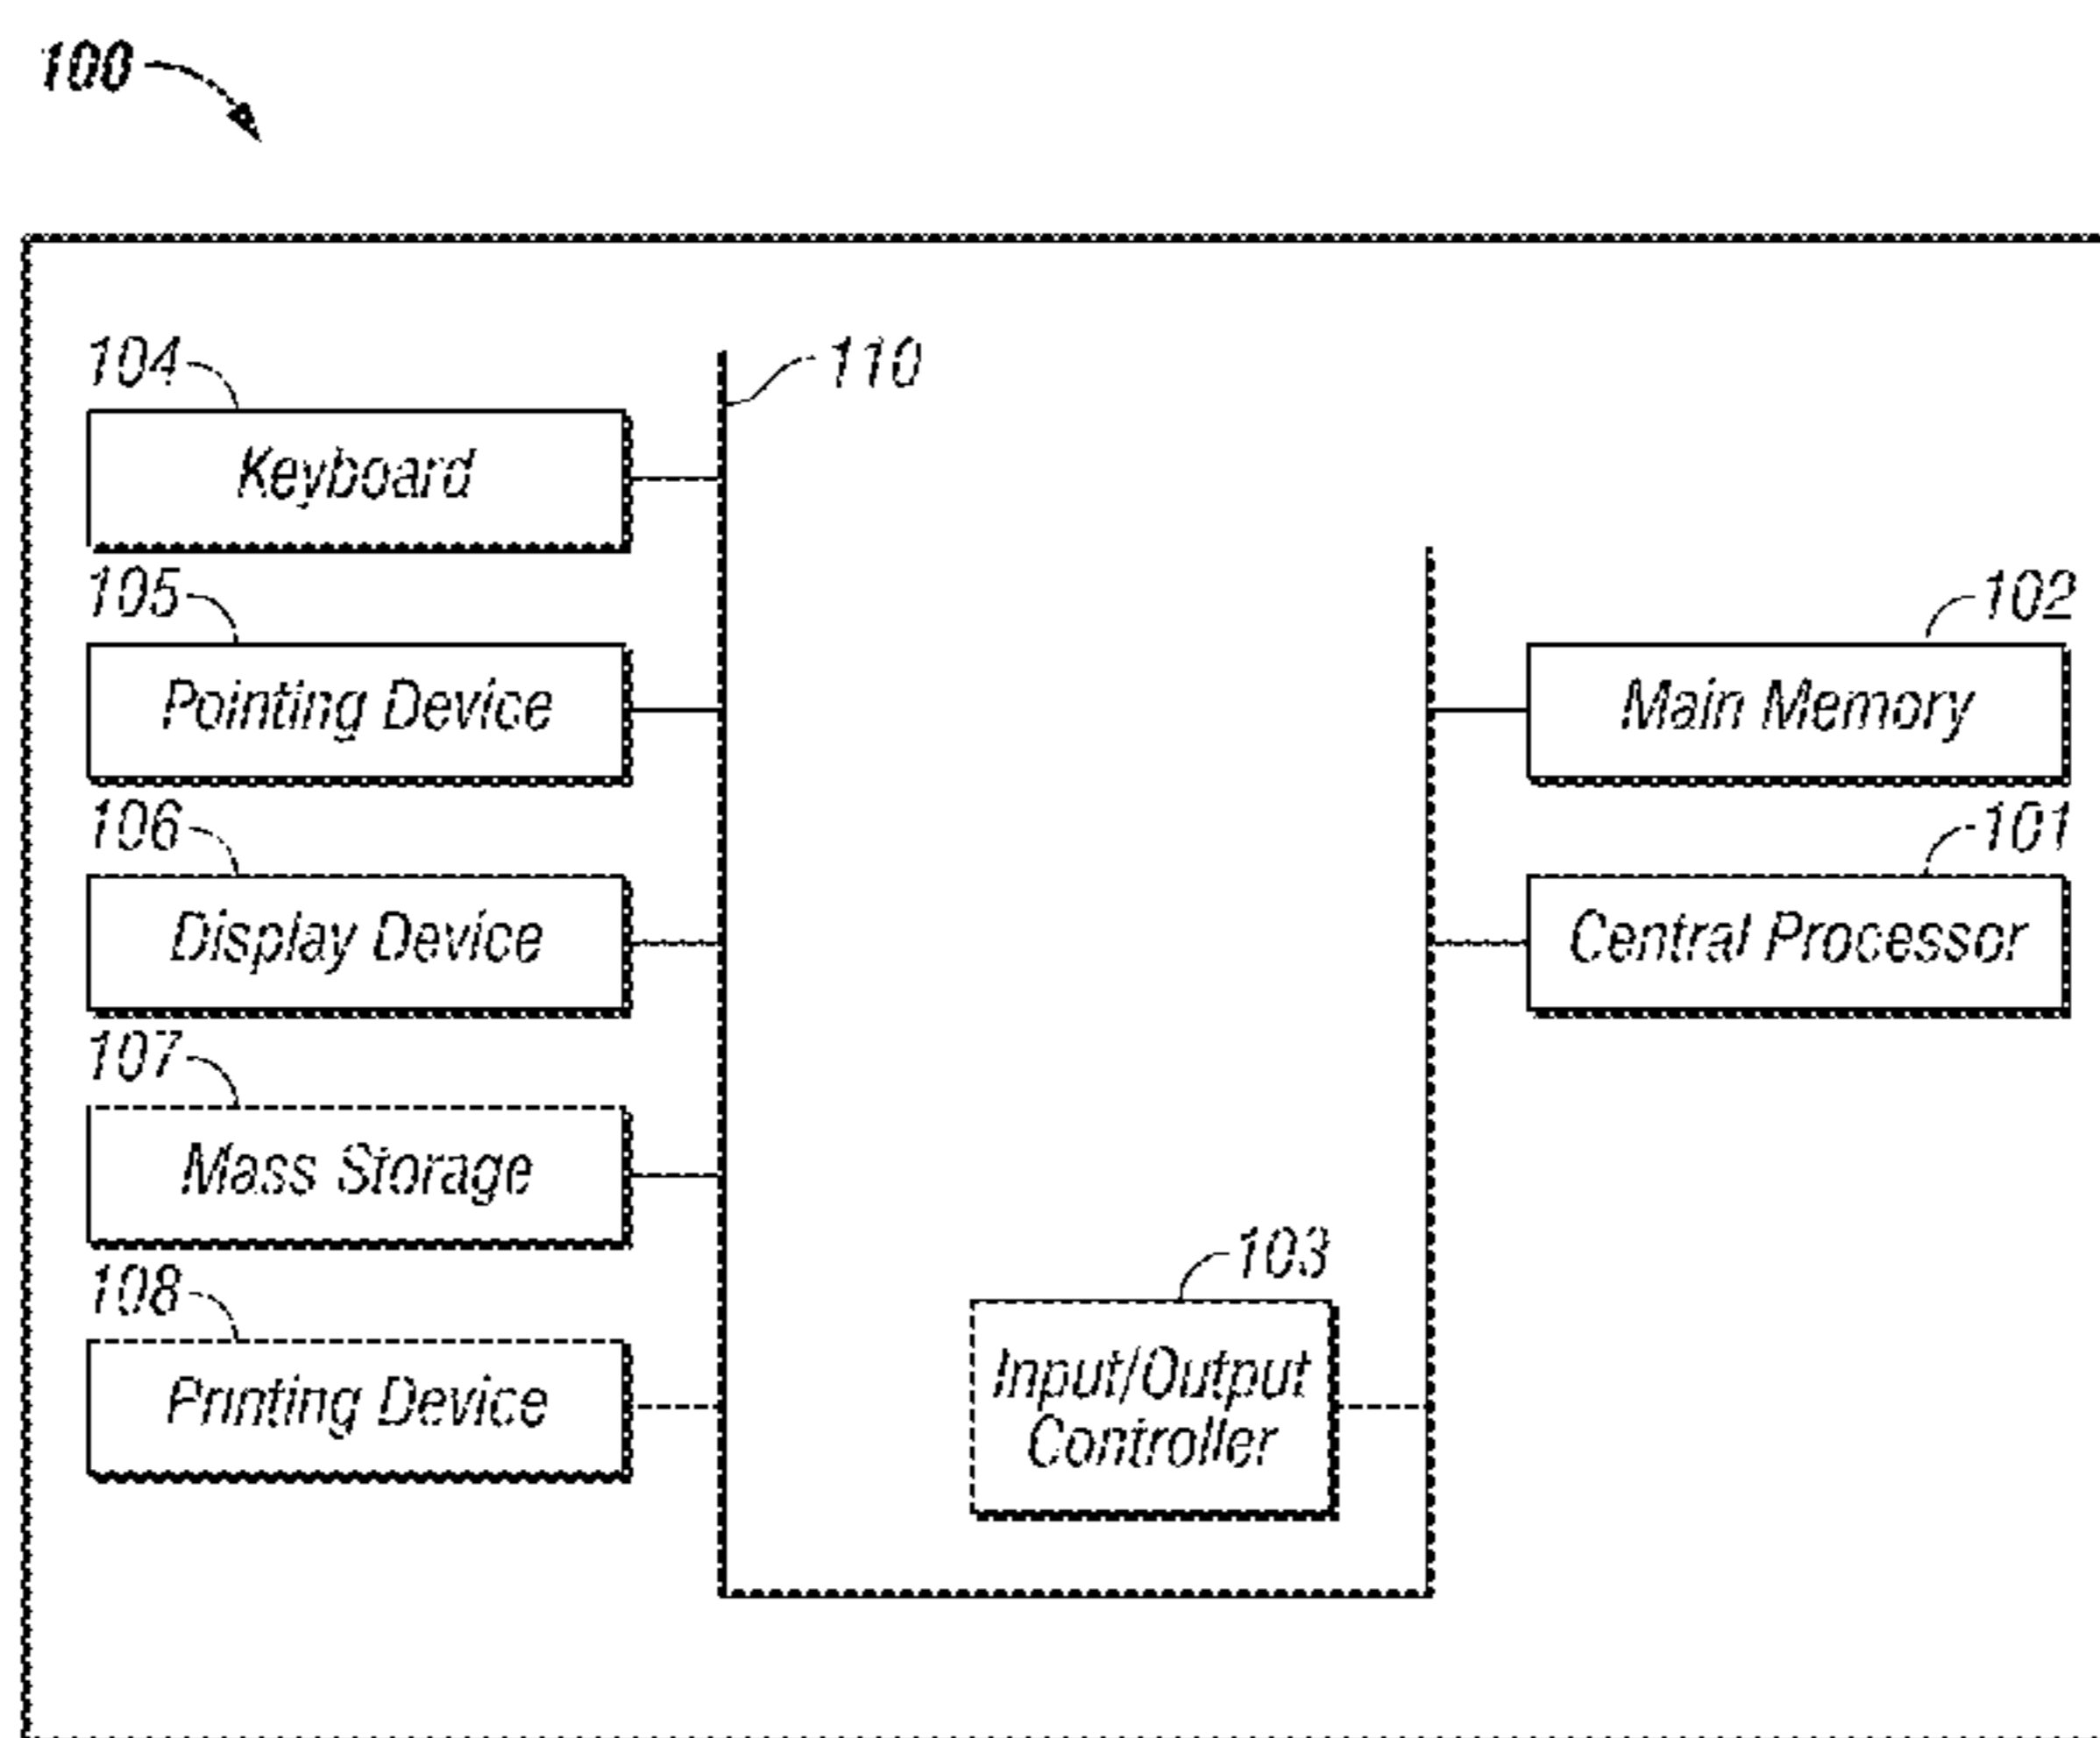 100
104
110
Keyboard
105
102
Pointing Device
Main Memory
106
101
Display Device
Central Processor
107
Mass Storage
103
108
Input/Output
Controller
Printing Device